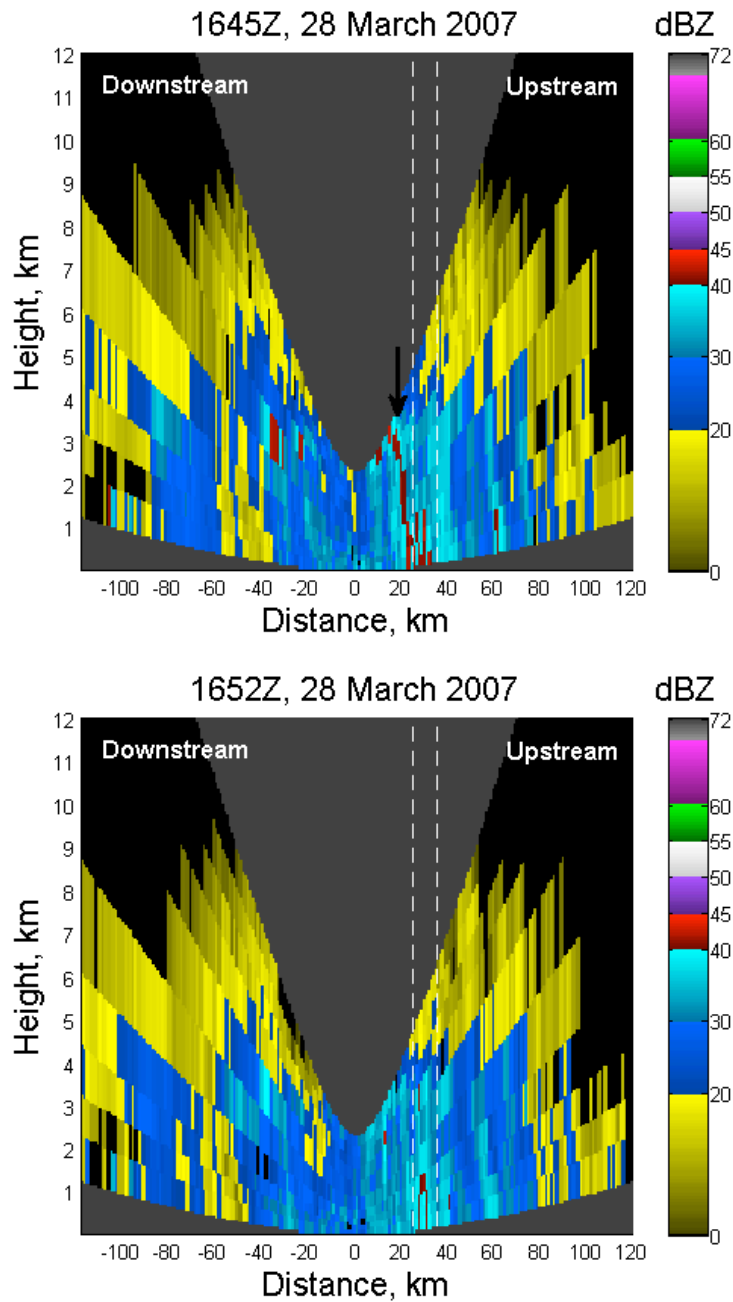 1645Z, 28 March 2007 dBZ
12 72
Downstream Upstream
11
10
60
9 55
8 50
7 45
Height, km
6 40
5
4 30
3
2 20
1
0
-100 -80 -60 -40 -20 0 20 40 60 80 100 120
Distance, km
1652Z, 28 March 2007 dBZ
12 72
Downstream Upstream
11
10
60
9 55
8 50
7 45
Height, km
6 40
5
4 30
3
2 20
1
0
-100 -80 -60 -40 -20 0 20 40 60 80 100 120
Distance, km